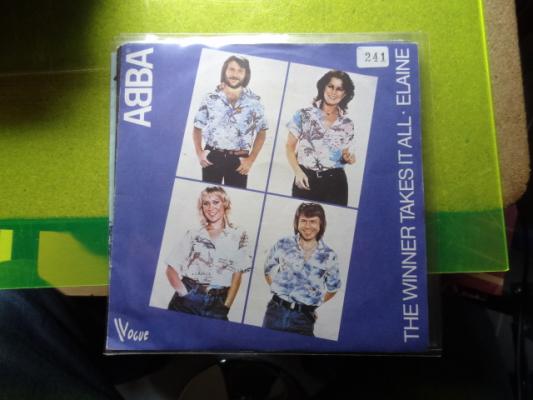 ABBA
241
THE WINNER TAKES IT ALL · ELAINE
VOGUE